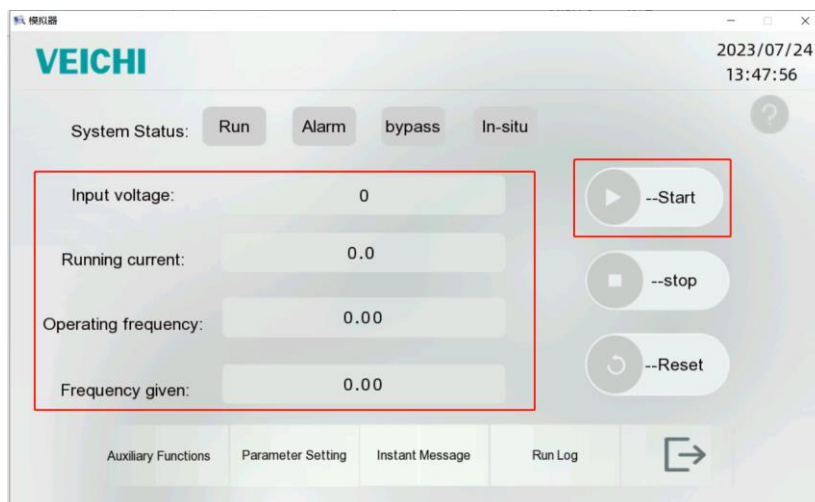 模拟器
VEICHI
2023/07/24
13:47:56
System Status: Run Alarm bypass In-situ
?
Input voltage: 0
--Start
Running current: 0.0
--stop
Operating frequency: 0.00
--Reset
Frequency given: 0.00
Auxiliary Functions Parameter Setting Instant Message Run Log